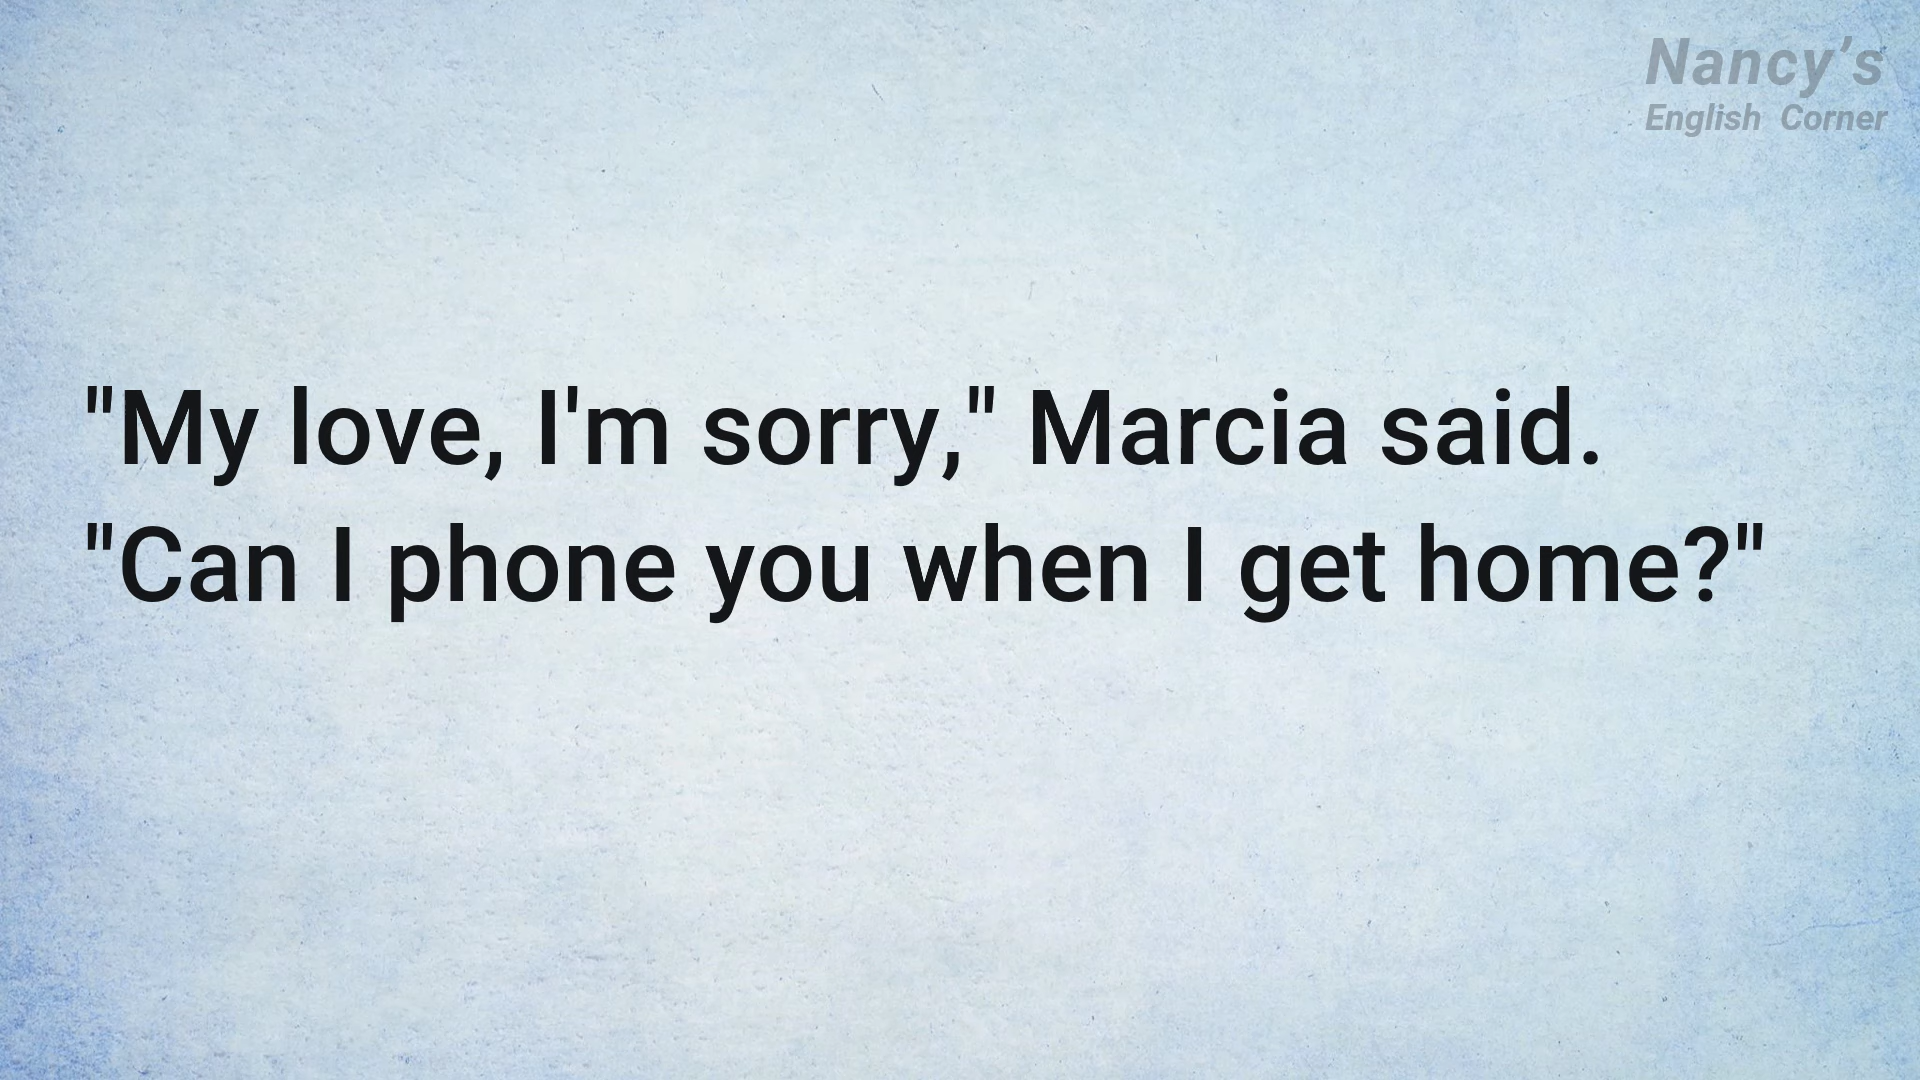 Nancy’s
English Corner
"My love, I'm sorry," Marcia said.
"Can I phone you when I get home?"